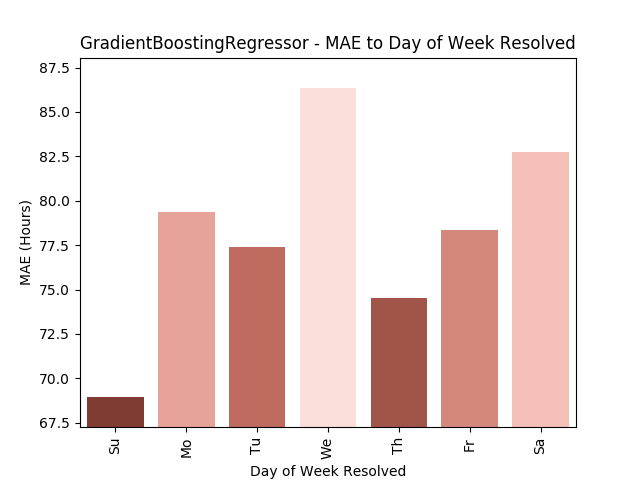 GradientBoostingRegressor - MAE to Day of Week Resolved
87.5
85.0
82.5
80.0
77.5
75.0
72.5
70.0
67.5
MAE (Hours)
Su
Mo
Tu
We
Th
Fr
Sa
Day of Week Resolved